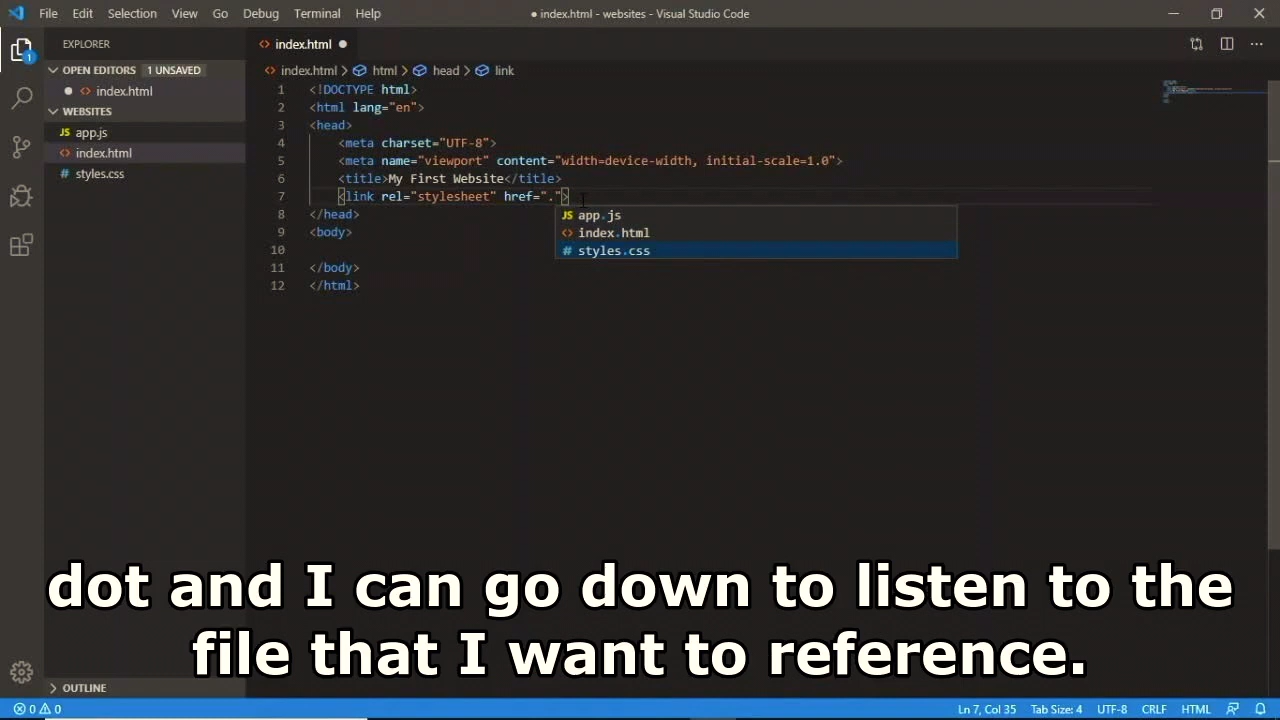 File Edit Selection View Go Debug Terminal Help
● index.html - websites - Visual Studio Code
EXPLORER
index.html
1
OPEN EDITORS 1 UNSAVED
index.html > html > head > link
index.html
WEBSITES
JS app.js
index.html
# styles.css
1 <!DOCTYPE html>
2 <html lang="en">
3 <head>
4 <meta charset="UTF-8">
5 <meta name="viewport" content="width=device-width, initial-scale=1.0">
6 <title>My First Website</title>
7 <link rel="stylesheet" href=".">
8 </head>
9 <body>
10
11 </body>
12 </html>
JS app.js
<> index.html
# styles.css
dot and I can go down to listen to the
file that I want to reference.
OUTLINE
0 0
Ln 7, Col 35 Tab Size: 4 UTF-8 CRLF HTML